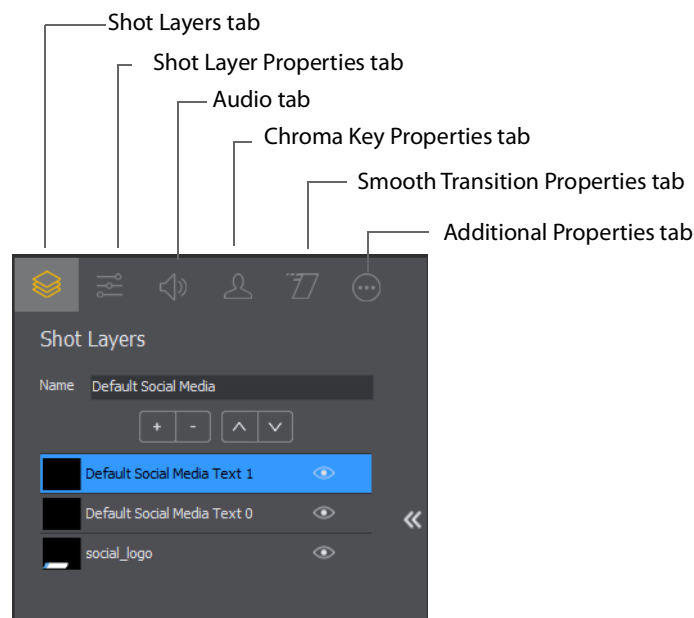 Shot Layers tab
Shot Layer Properties tab
Audio tab
Chroma Key Properties tab
Smooth Transition Properties tab
Additional Properties tab
Shot Layers
Name Default Social Media
+ -
Default Social Media Text 1
Default Social Media Text 0
social_logo